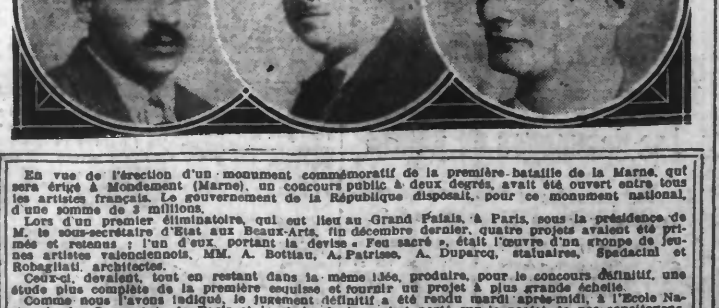 En vue de l'érection d'un monument commémoratif de la première bataille de la Marne, qui
sera érigé à Mondement (Marne), un concours public à deux degrés, avait été ouvert entre tous
les artistes français. Le gouvernement de la République disposait, pour ce monument national,
d'une somme de 3 millions.
Lors d'un premier éliminatoire, qui eut lieu au Grand Palais, à Paris, sous la présidence de
M. le sous-secrétaire d'Etat aux Beaux-Arts, fin décembre dernier, quatre projets avaient été pri-
més et retenus ; l'un d'eux, portant la devise « Feu sacré », était l'œuvre d'un groupe de jeu-
nes artistes valenciennois, MM. A. Bottiau, A. Patrisse, A. Duparcq, statuaires, Spadacini et
Robagliati, architectes.
Ceux-ci, devaient, tout en restant dans la même idée, produire, pour le concours définitif, une
étude plus complète de la première esquisse et fournir un projet à plus grande échelle.
Comme nous l'avons indiqué, le jugement définitif a été rendu mardi après-midi, à l'Ecole Na-